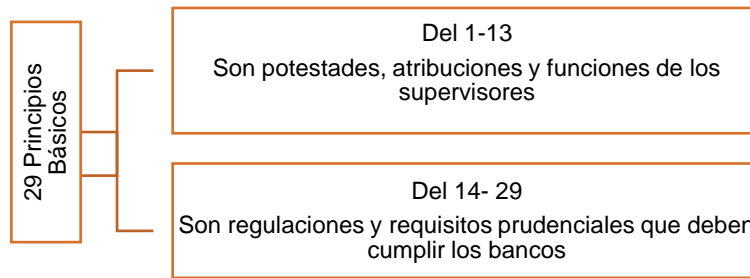 29 Principios
Básicos
Del 1-13
Son potestades, atribuciones y funciones de los
supervisores
Del 14- 29
Son regulaciones y requisitos prudenciales que deben
cumplir los bancos